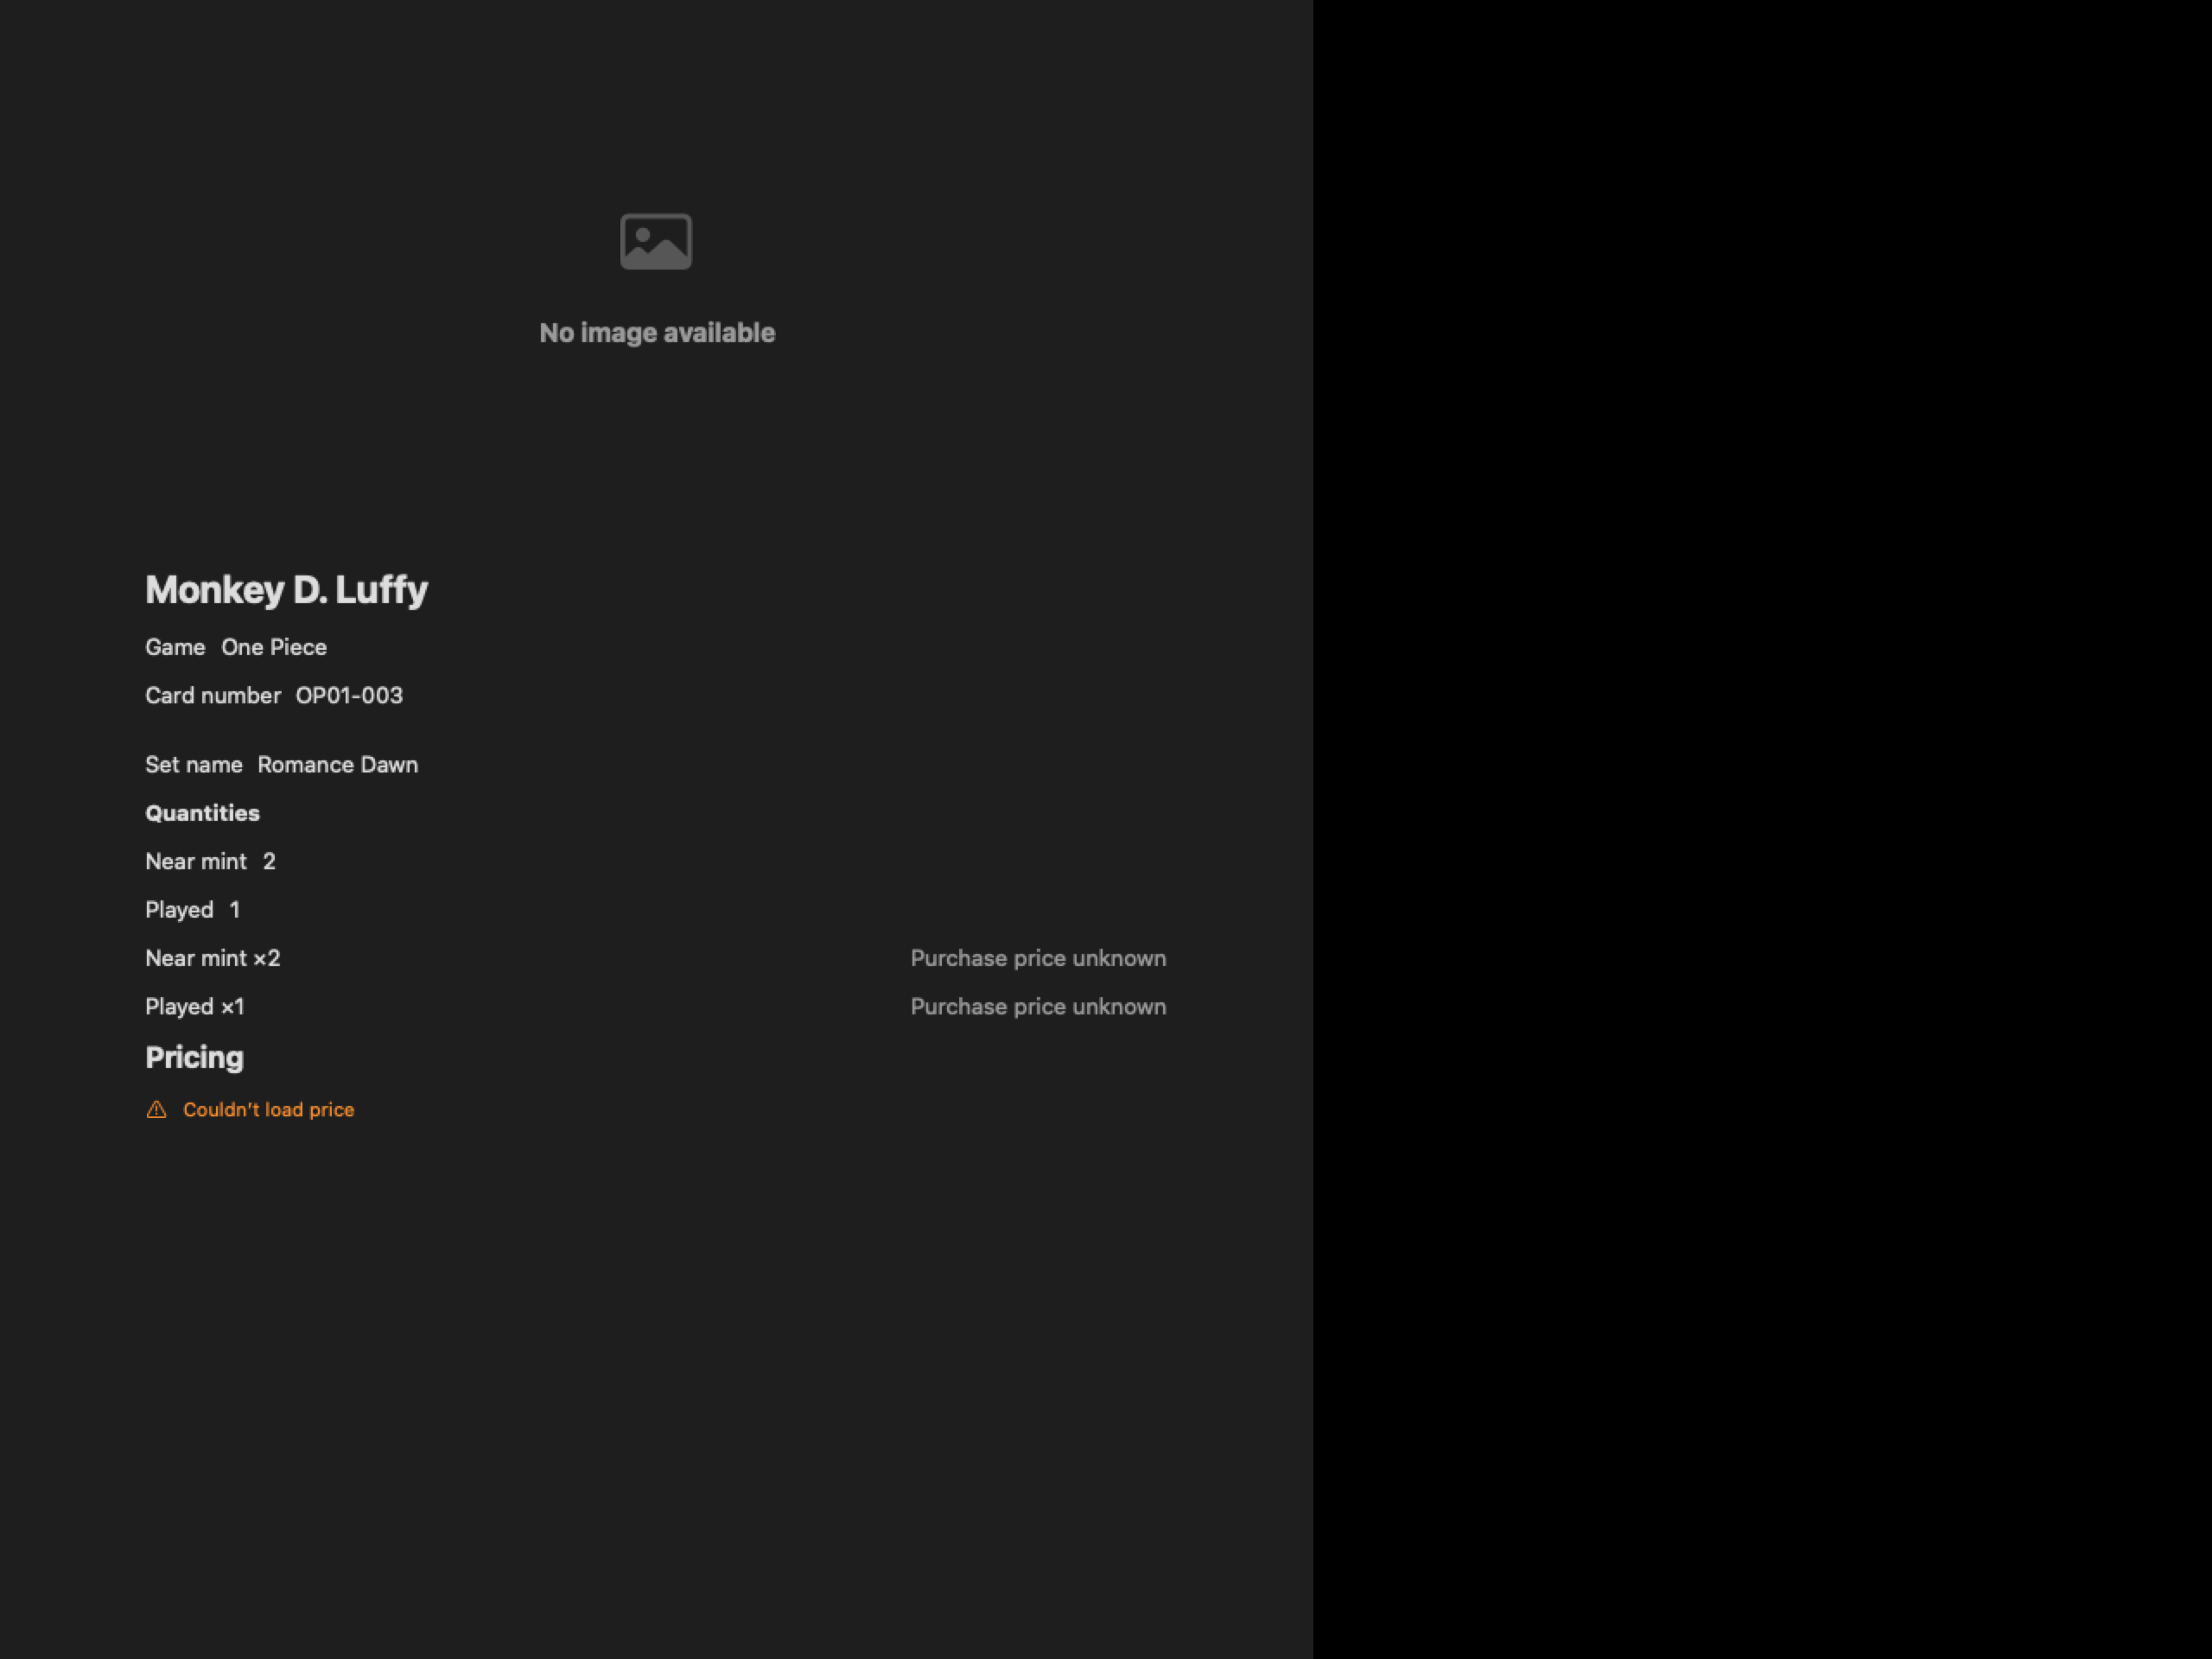 No image available
Monkey D. Luffy
Game One Piece
Card number OP01-003
Set name Romance Dawn
Quantities
Near mint 2
Played 1
Near mint ×2 Purchase price unknown
Played ×1 Purchase price unknown
Pricing
Couldn't load price